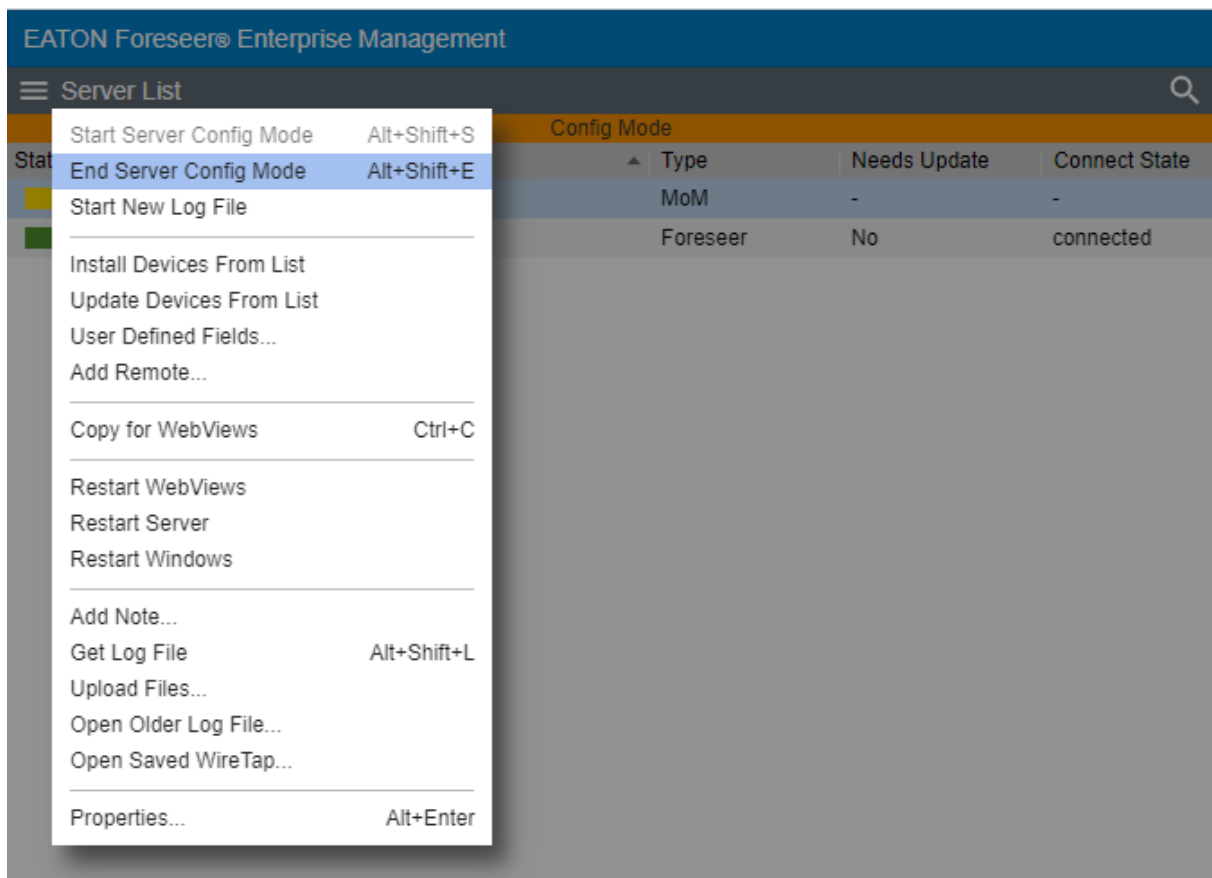 EATON Foreseer® Enterprise Management
Server List
Config Mode
Stat Type Needs Update Connect State
MoM - -
Foreseer No connected
Start Server Config Mode Alt+Shift+S
End Server Config Mode Alt+Shift+E
Start New Log File
Install Devices From List
Update Devices From List
User Defined Fields...
Add Remote...
Copy for WebViews Ctrl+C
Restart WebViews
Restart Server
Restart Windows
Add Note...
Get Log File Alt+Shift+L
Upload Files...
Open Older Log File...
Open Saved WireTap...
Properties... Alt+Enter